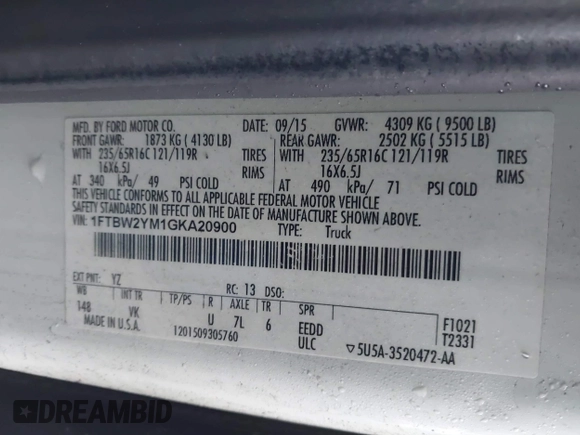 MFD. BY FORD MOTOR CO. DATE: 09/15 GVWR: 4309 KG ( 9500 LB)
FRONT GAWR: 1873 KG ( 4130 LB) REAR GAWR: 2502 KG ( 5515 LB)
WITH 235/65R16C 121/119R TIRES WITH 235/65R16C 121/119R TIRES
16X6.5J RIMS 16X6.5J RIMS
AT 340 kPa/ 49 PSI COLD AT 490 kPa/ 71 PSI COLD
THIS VEHICLE CONFORMS TO ALL APPLICABLE FEDERAL MOTOR VEHICLE
SAFETY STANDARDS IN EFFECT ON THE DATE OF MANUFACTURE SHOWN ABOVE.
VIN: 1FTBW2YM1GKA20900 TYPE: Truck
EXT PNT: YZ RC: 13 DSO:
WB INT TR TP/PS R AXLE TR SPR
148 VK U 7L 6 EEDD F1021
MADE IN U.S.A. 1201509305760 ULC T2331
▽5U5A-3520472-AA
DREAMBID